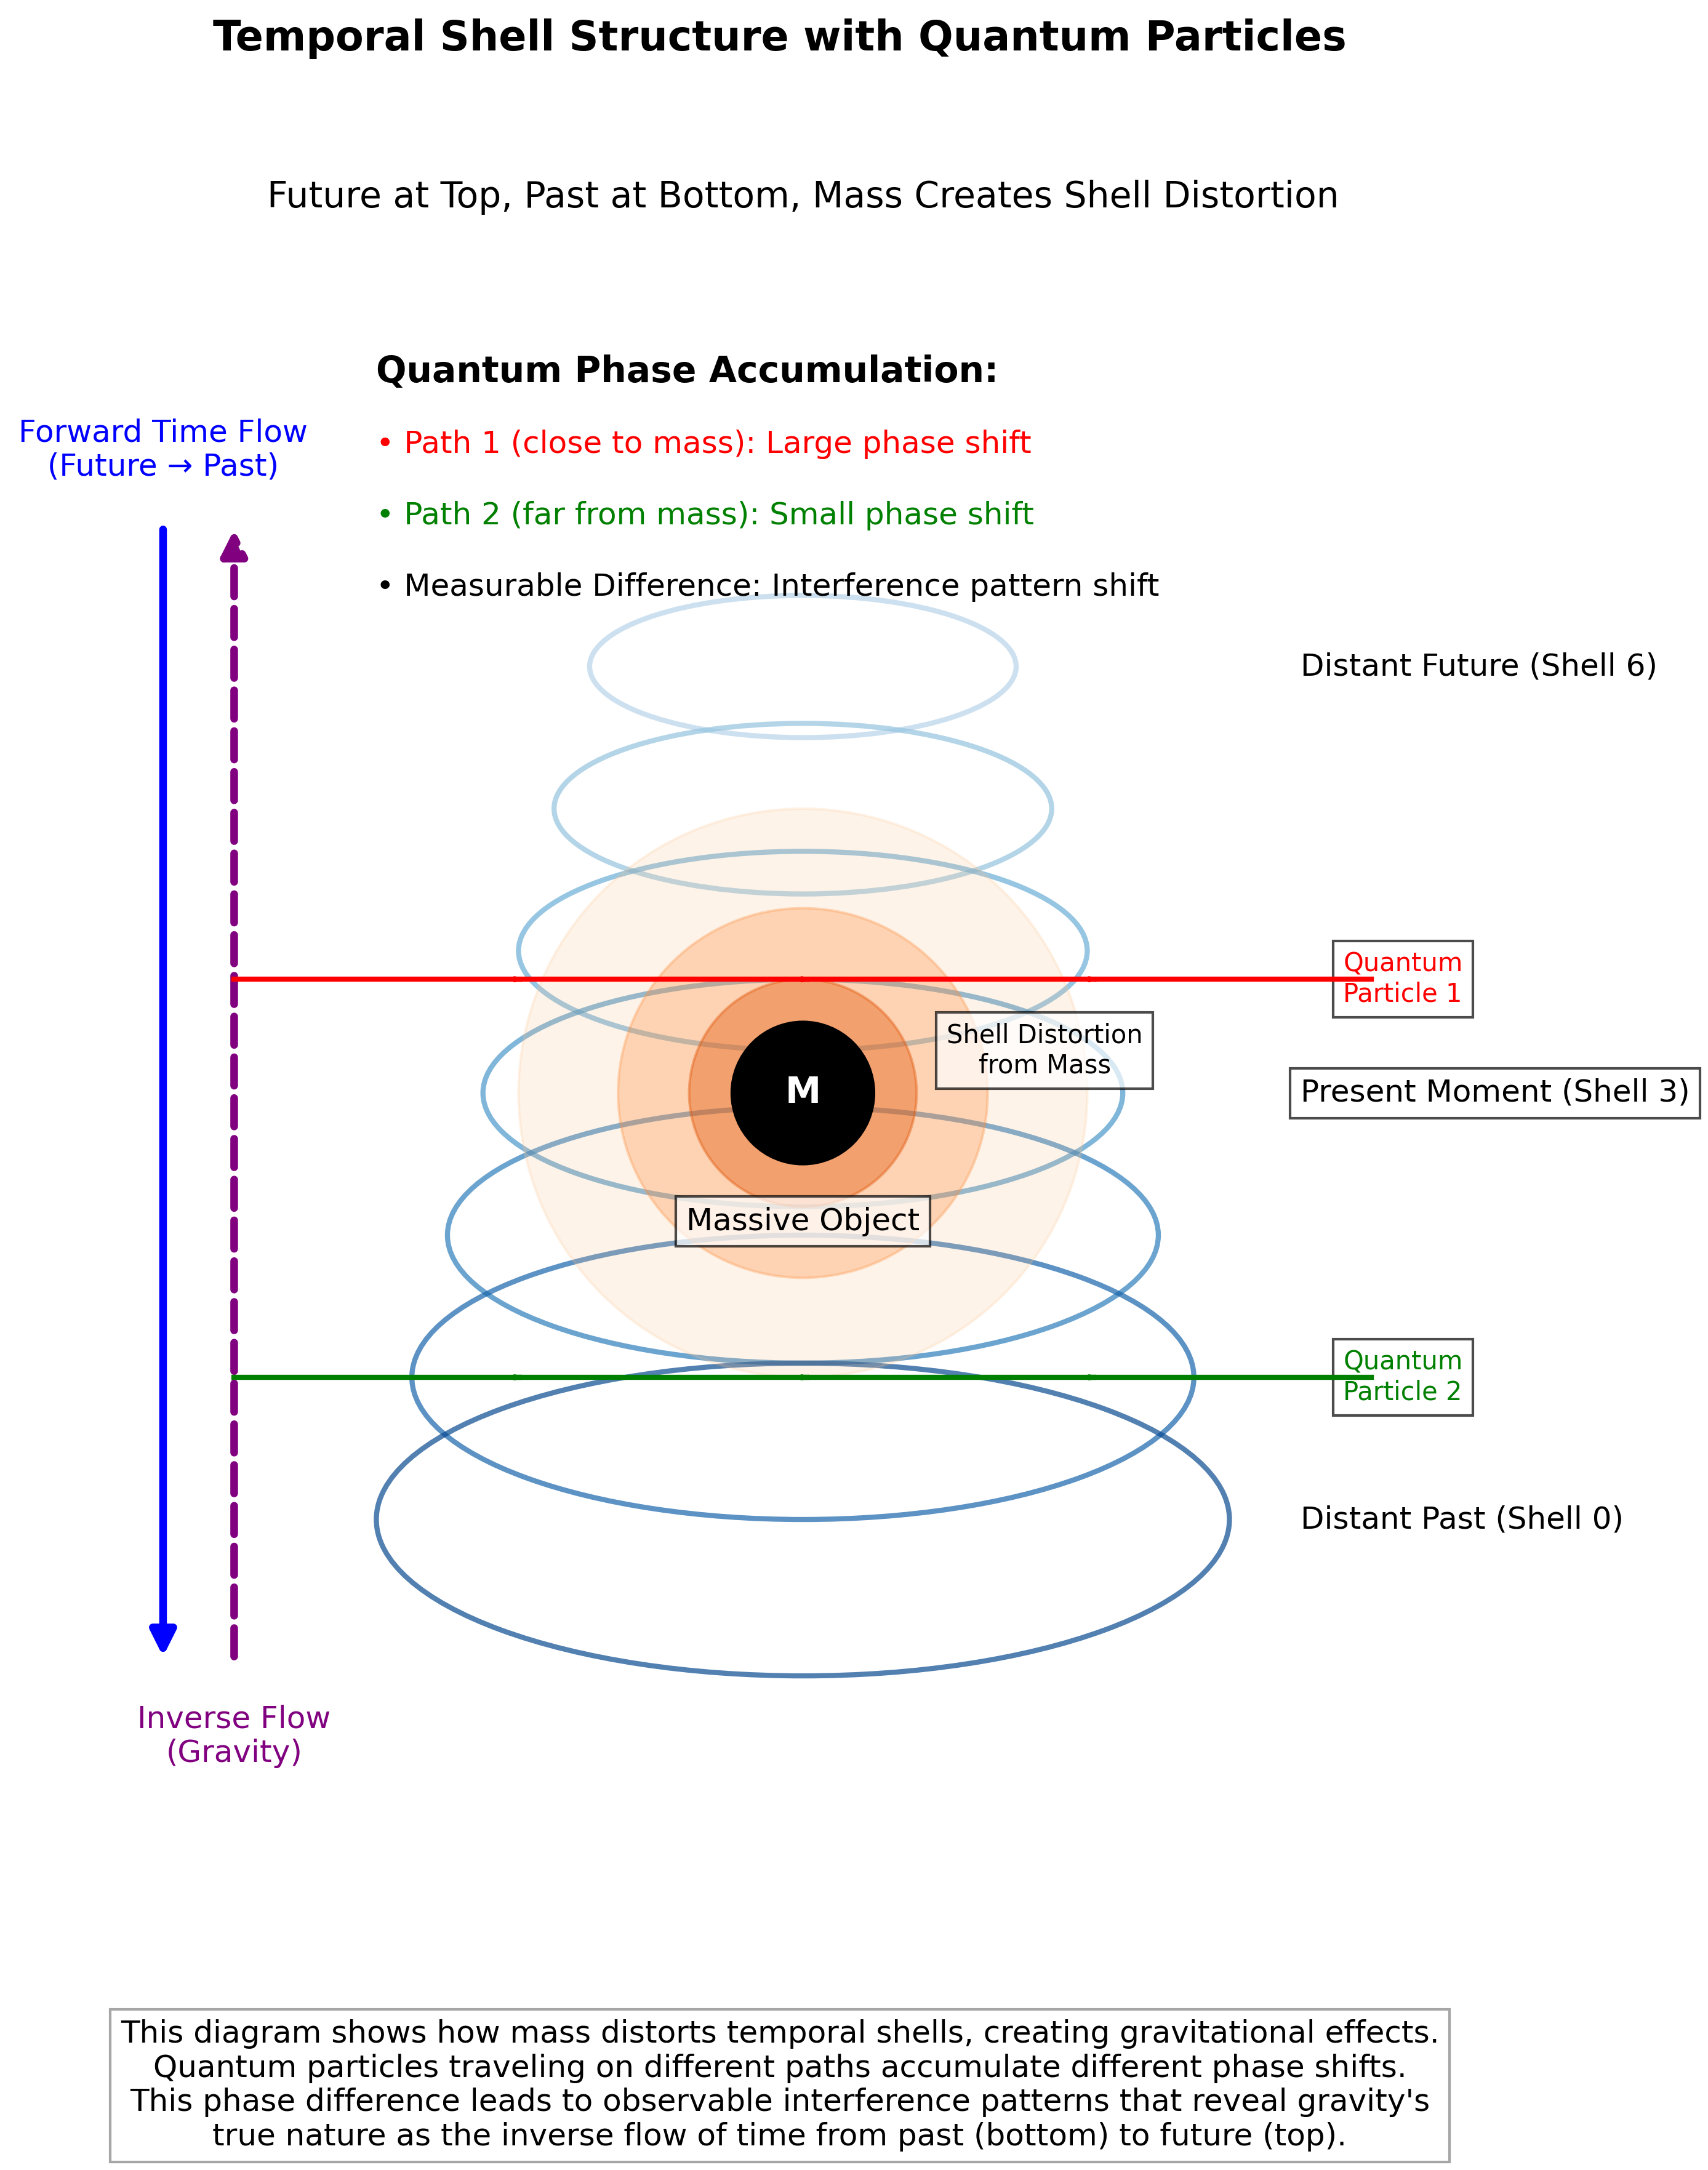 Temporal Shell Structure with Quantum Particles
Future at Top, Past at Bottom, Mass Creates Shell Distortion
Quantum Phase Accumulation:
Forward Time Flow
(Future → Past)
• Path 1 (close to mass): Large phase shift
• Path 2 (far from mass): Small phase shift
• Measurable Difference: Interference pattern shift
Distant Future (Shell 6)
Quantum
Particle 1
Shell Distortion
from Mass
M
Present Moment (Shell 3)
Massive Object
Quantum
Particle 2
Distant Past (Shell 0)
Inverse Flow
(Gravity)
This diagram shows how mass distorts temporal shells, creating gravitational effects.
Quantum particles traveling on different paths accumulate different phase shifts.
This phase difference leads to observable interference patterns that reveal gravity's
true nature as the inverse flow of time from past (bottom) to future (top).